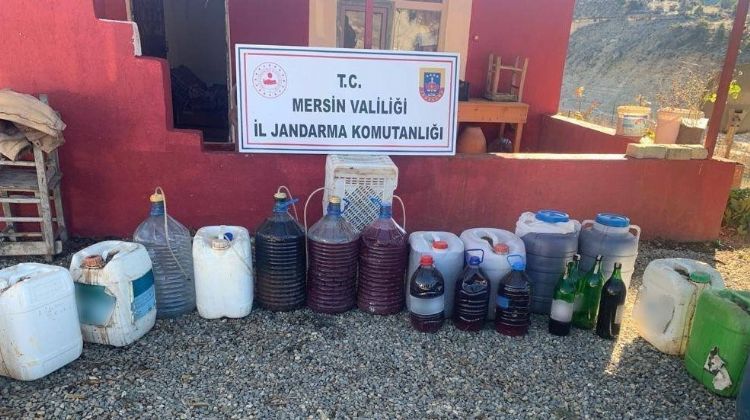 T.C.
MERSİN VALİLİĞİ
İL JANDARMA KOMUTANLIĞI